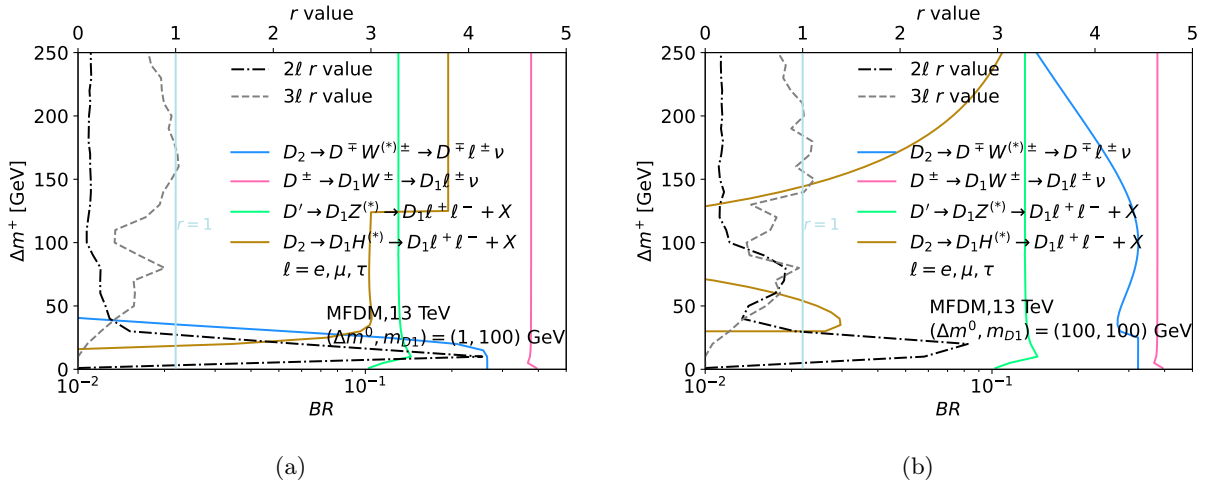 r value
0 1 2 3 4 5
250
200
150
100
50
0
Δm⁺ [GeV]
2ℓ r value
3ℓ r value
D₂ → D^∓ W^(*)± → D^∓ ℓ^± ν
D^± → D₁W^± → D₁ℓ^± ν
D′ → D₁Z^(*) → D₁ℓ⁺ℓ⁻ + X
D₂ → D₁H^(*) → D₁ℓ⁺ℓ⁻ + X
ℓ = e, μ, τ
r = 1
MFDM,13 TeV
(Δm⁰, m_D1) = (1, 100) GeV
10⁻² 10⁻¹
BR
(a)
r value
0 1 2 3 4 5
250
200
150
100
50
0
Δm⁺ [GeV]
2ℓ r value
3ℓ r value
D₂ → D^∓ W^(*)± → D^∓ ℓ^± ν
D^± → D₁W^± → D₁ℓ^± ν
D′ → D₁Z^(*) → D₁ℓ⁺ℓ⁻ + X
D₂ → D₁H^(*) → D₁ℓ⁺ℓ⁻ + X
ℓ = e, μ, τ
r = 1
MFDM,13 TeV
(Δm⁰, m_D1) = (100, 100) GeV
10⁻² 10⁻¹
BR
(b)